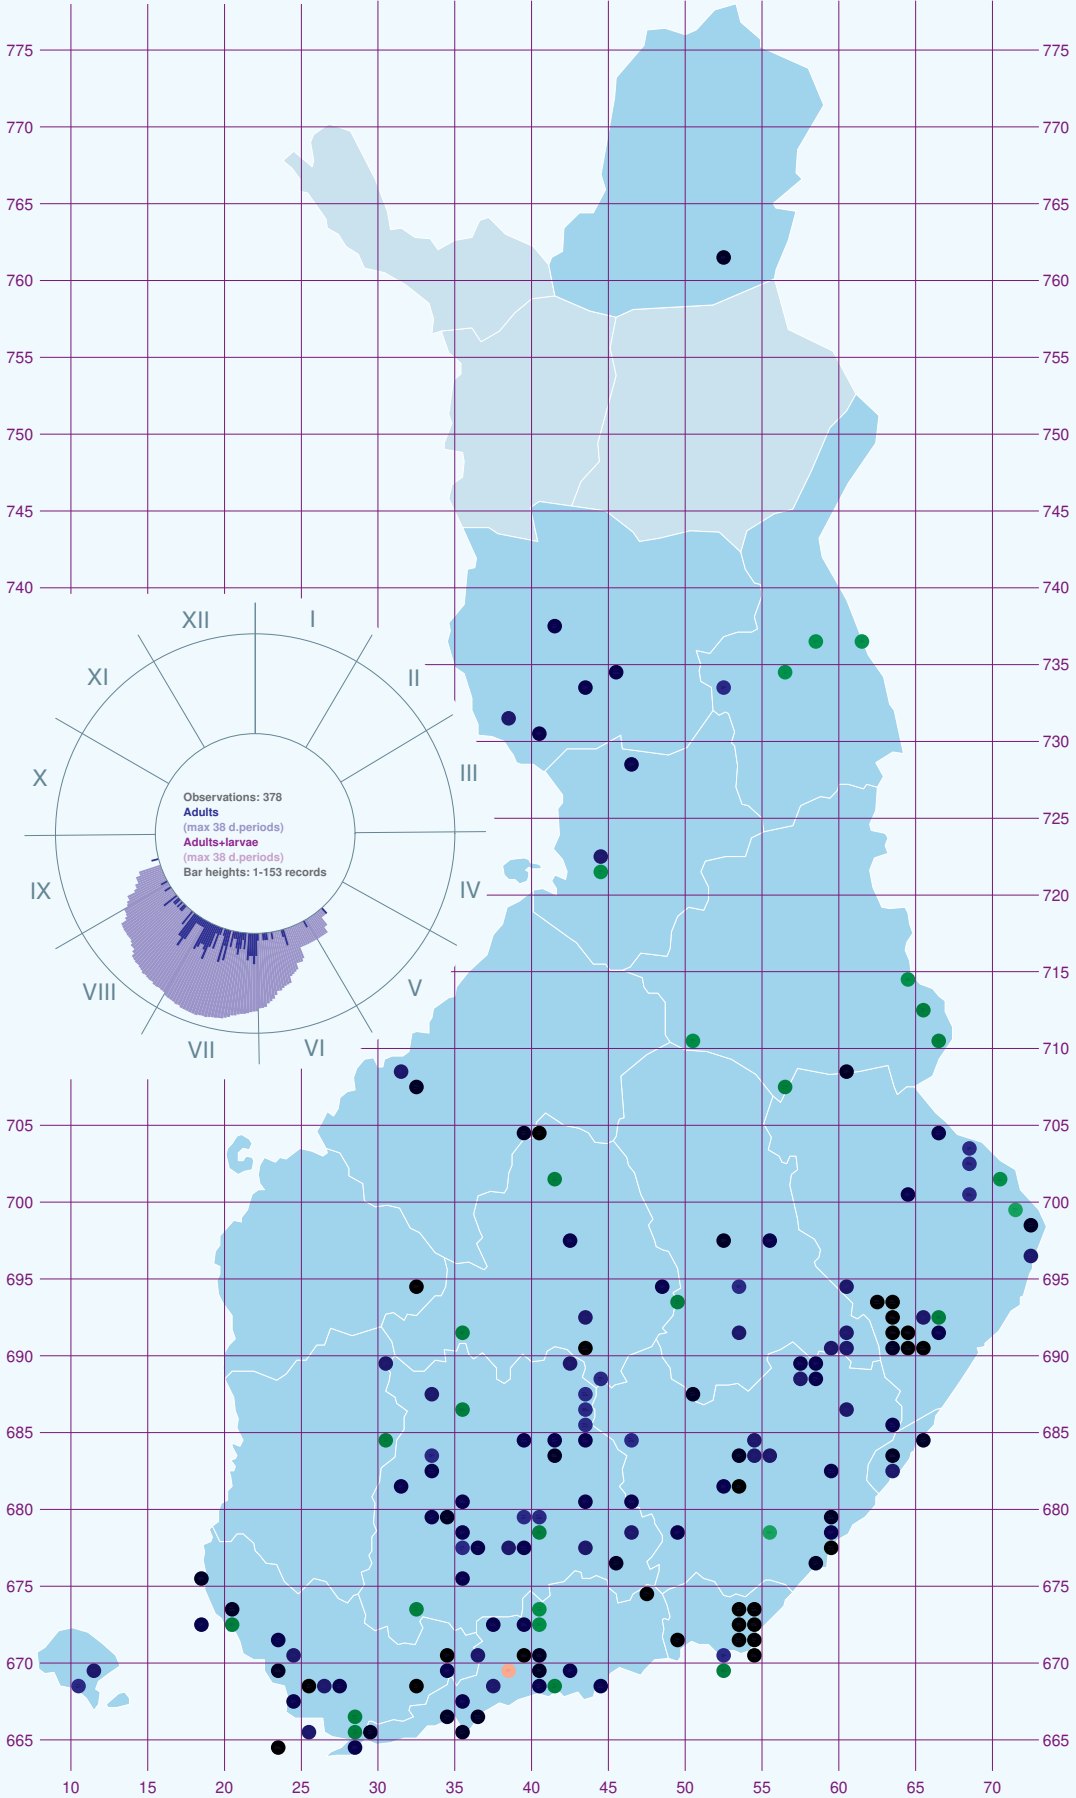 775 775
770 770
765 765
760 760
755 755
750 750
745 745
740 740
XII I
XI II
735 735
730 730
X III
Observations: 378
Adults
(max 38 d.periods)
725 725
Adults+larvae
(max 38 d.periods)
Bar heights: 1-153 records
IX IV
720 720
715 715
VIII V
VII VI
710 710
705 705
700 700
695 695
690 690
685 685
680 680
675 675
670 670
665 665
10 15 20 25 30 35 40 45 50 55 60 65 70